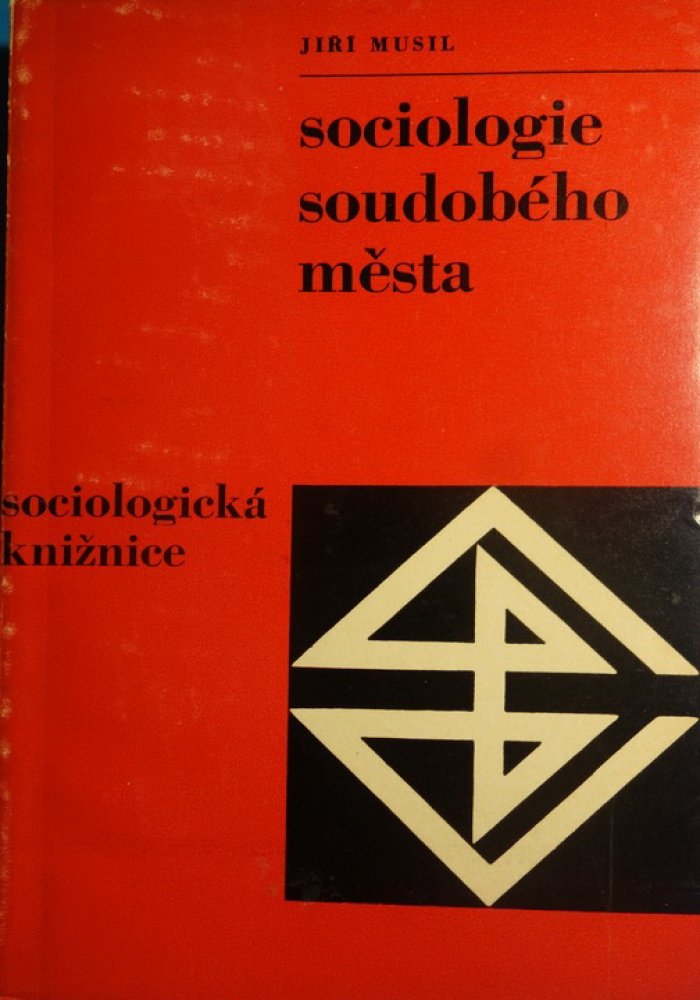 JIŘÍ MUSIL
sociologie
soudobého
města
sociologická
knižnice